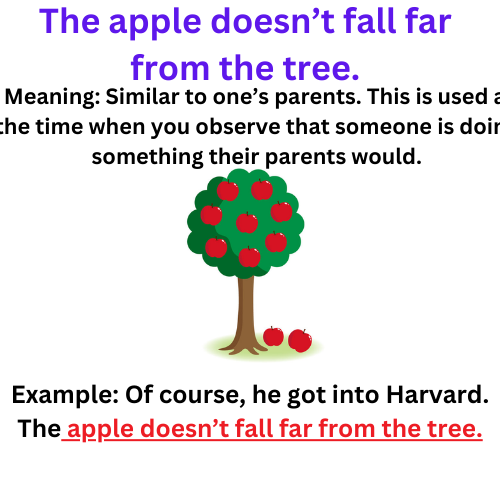 The apple doesn’t fall far
from the tree.
Meaning: Similar to one’s parents. This is used a
the time when you observe that someone is doin
something their parents would.
Example: Of course, he got into Harvard.
The apple doesn’t fall far from the tree.